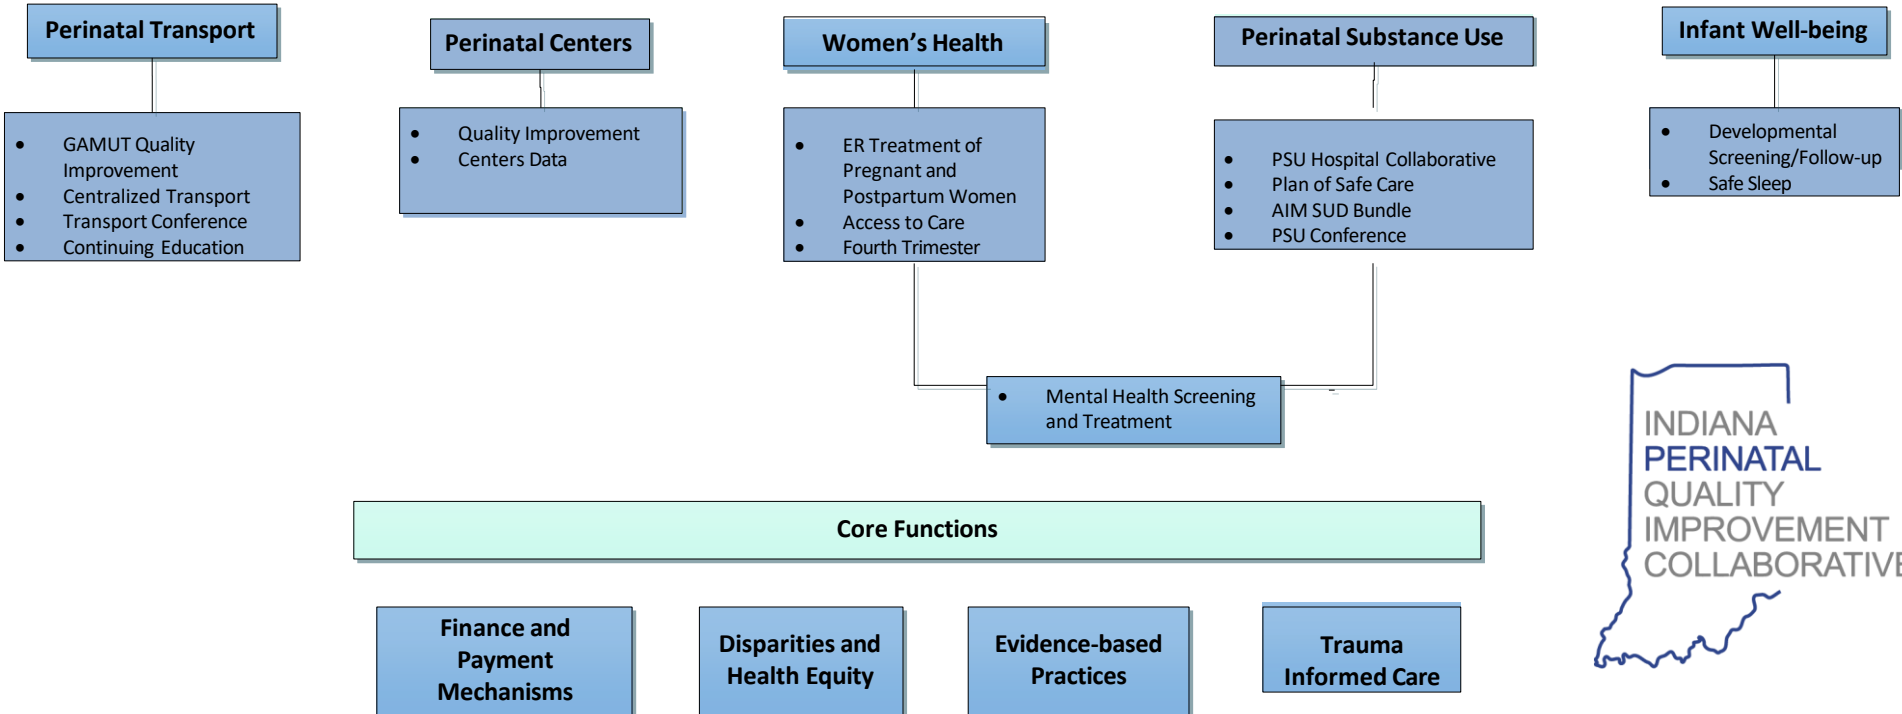 Perinatal Transport
• GAMUT Quality
Improvement
• Centralized Transport
• Transport Conference
• Continuing Education
Perinatal Centers
• Quality Improvement
• Centers Data
Women's Health
• ER Treatment of
Pregnant and
Postpartum Women
• Access to Care
• Fourth Trimester
Perinatal Substance Use
• PSU Hospital Collaborative
• Plan of Safe Care
• AIM SUD Bundle
• PSU Conference
Infant Well-being
• Developmental
Screening/Follow-up
• Safe Sleep
• Mental Health Screening
and Treatment
Core Functions
Finance and
Payment
Mechanisms
Disparities and
Health Equity
Evidence-based
Practices
Trauma
Informed Care
INDIANA
PERINATAL
QUALITY
IMPROVEMENT
COLLABORATIVE